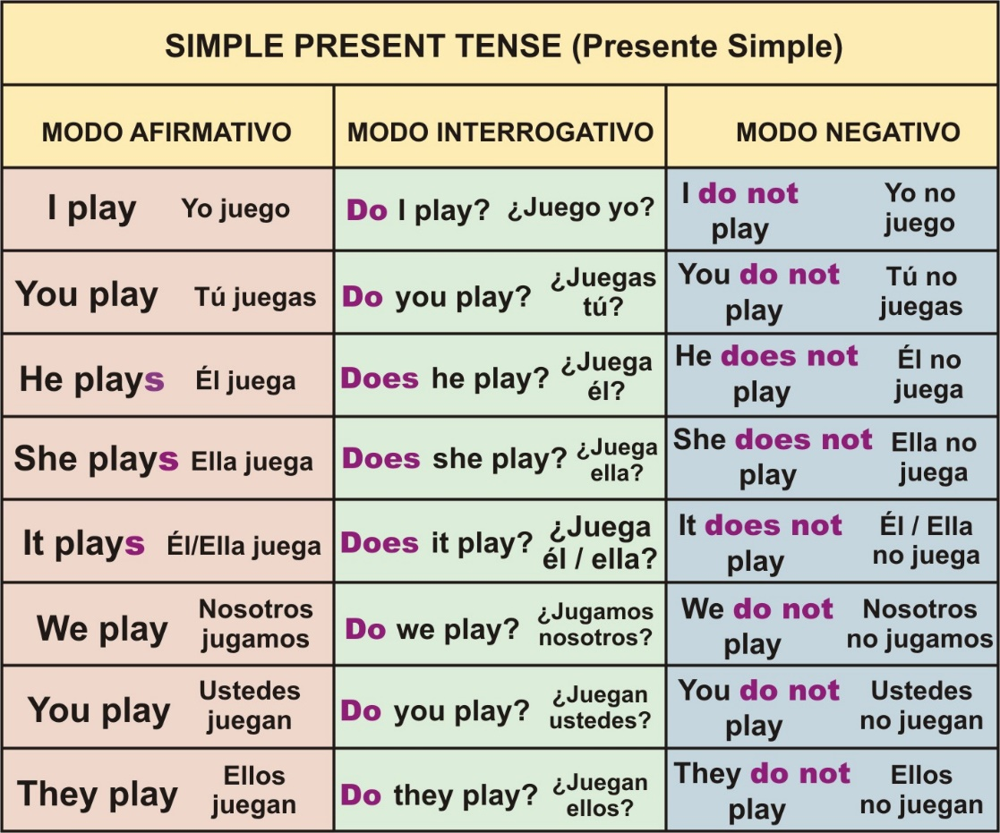 SIMPLE PRESENT TENSE (Presente Simple)
MODO AFIRMATIVO
MODO INTERROGATIVO
MODO NEGATIVO
I play
Yo juego
Do I play?
¿Juego yo?
I do not
play
Yo no
juego
You play
Tú juegas
Do you play?
¿Juegas
tú?
You do not
play
Tú no
juegas
He plays
Él juega
Does he play?
¿Juega
él?
He does not
play
Él no
juega
She plays
Ella juega
Does she play?
¿Juega
ella?
She does not
play
Ella no
juega
It plays
Él/Ella juega
Does it play?
¿Juega
él / ella?
It does not
play
Él / Ella
no juega
We play
Nosotros
jugamos
Do we play?
¿Jugamos
nosotros?
We do not
play
Nosotros
no jugamos
You play
Ustedes
juegan
Do you play?
¿Juegan
ustedes?
You do not
play
Ustedes
no juegan
They play
Ellos
juegan
Do they play?
¿Juegan
ellos?
They do not
play
Ellos
no juegan